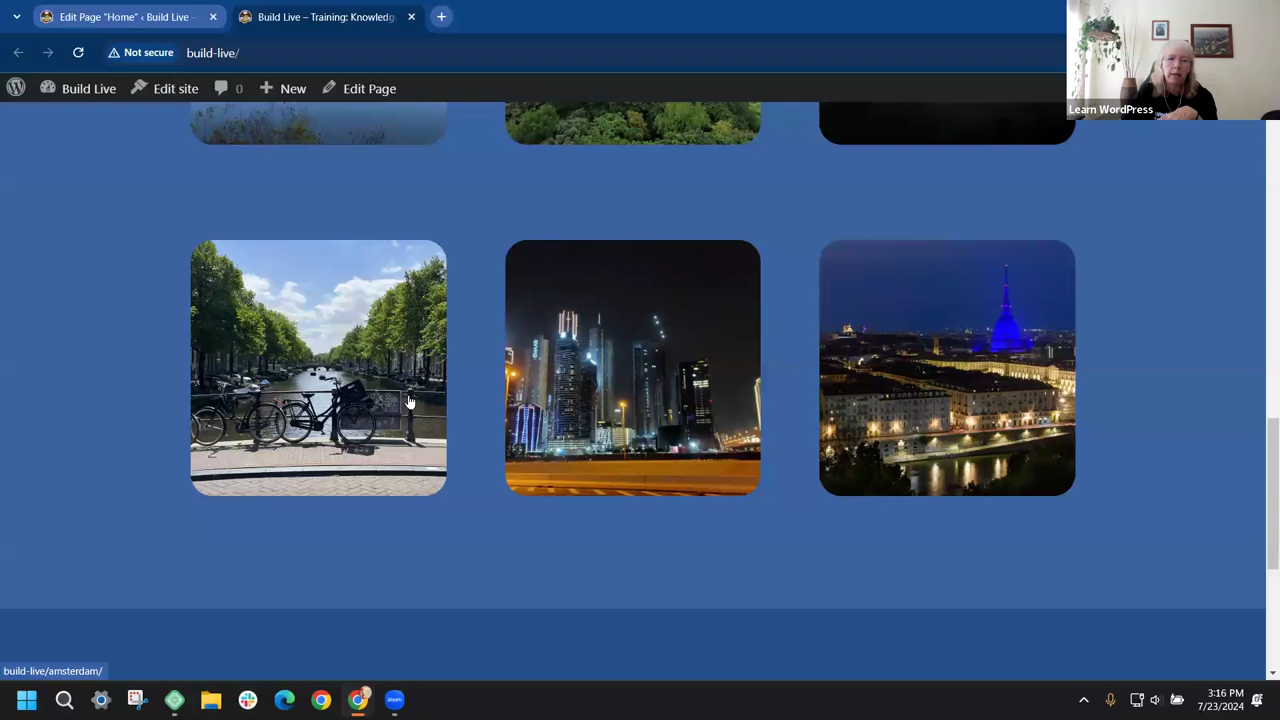 Edit Page "Home" ‹ Build Live –
Build Live – Training: Knowledg
Not secure
build-live/
Build Live
Edit site
0
New
Edit Page
Learn WordPress
build-live/amsterdam/
zoom
3:16 PM
7/23/2024